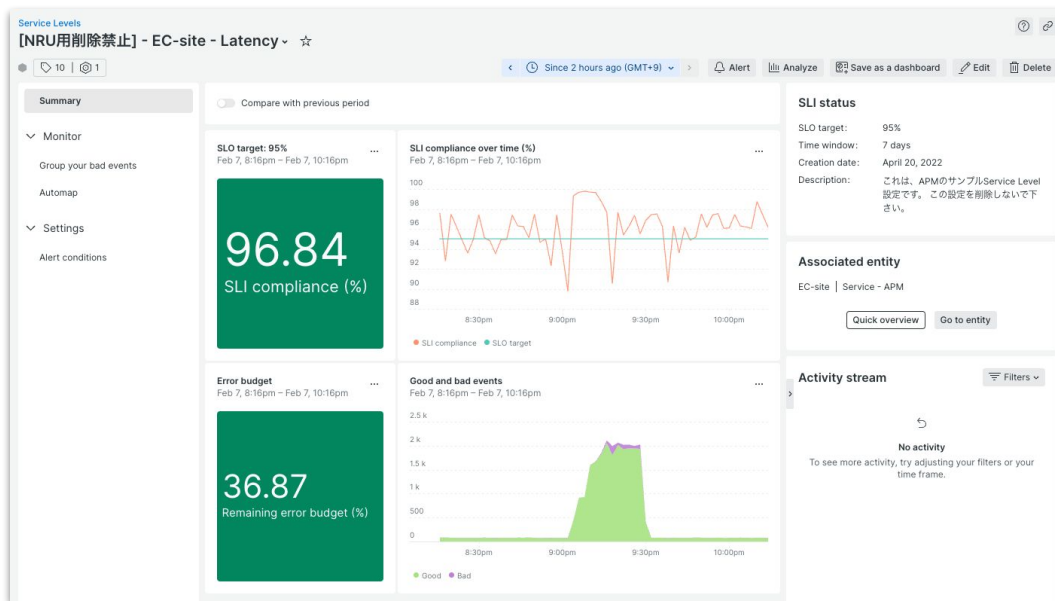 Service Levels
[NRU用削除禁止] - EC-site - Latency
10 | 1
Since 2 hours ago (GMT+9)
Alert
Analyze
Save as a dashboard
Edit
Delete
Summary
Monitor
Group your bad events
Automap
Settings
Alert conditions
Compare with previous period
SLO target: 95%
Feb 7, 8:16pm – Feb 7, 10:16pm
96.84
SLI compliance (%)
SLI compliance over time (%)
Feb 7, 8:16pm – Feb 7, 10:16pm
100
98
96
94
92
90
88
8:30pm 9:00pm 9:30pm 10:00pm
SLI compliance SLO target
Error budget
Feb 7, 8:16pm – Feb 7, 10:16pm
36.87
Remaining error budget (%)
Good and bad events
Feb 7, 8:16pm – Feb 7, 10:16pm
2.5 k
2 k
1.5 k
1 k
500
0
8:30pm 9:00pm 9:30pm 10:00pm
Good Bad
SLI status
SLO target: 95%
Time window: 7 days
Creation date: April 20, 2022
Description: これは、APMのサンプルService Level
設定です。 この設定を削除しないで下
さい。
Associated entity
EC-site | Service - APM
Quick overview
Go to entity
Activity stream
Filters
No activity
To see more activity, try adjusting your filters or your
time frame.